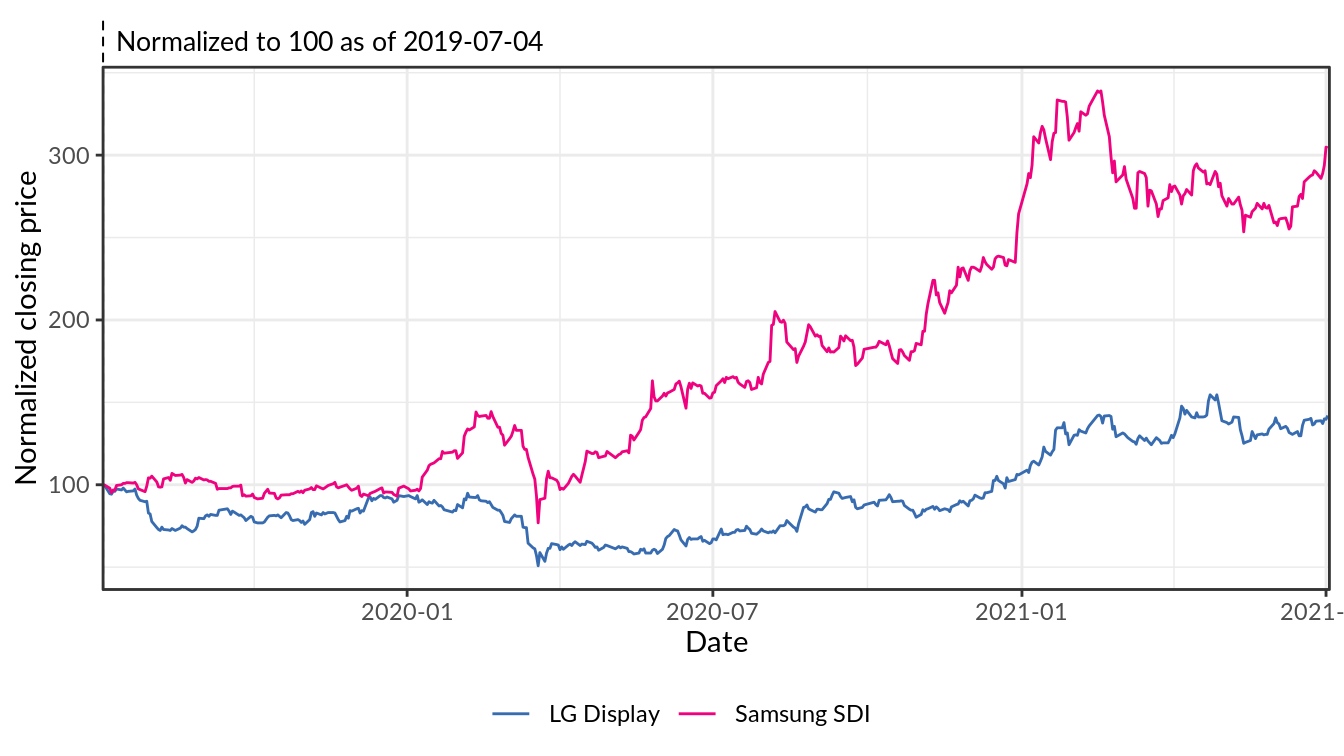 Normalized to 100 as of 2019-07-04
Normalized closing price
300
200
100
2020-01
2020-07
2021-01
2021-
Date
LG Display
Samsung SDI